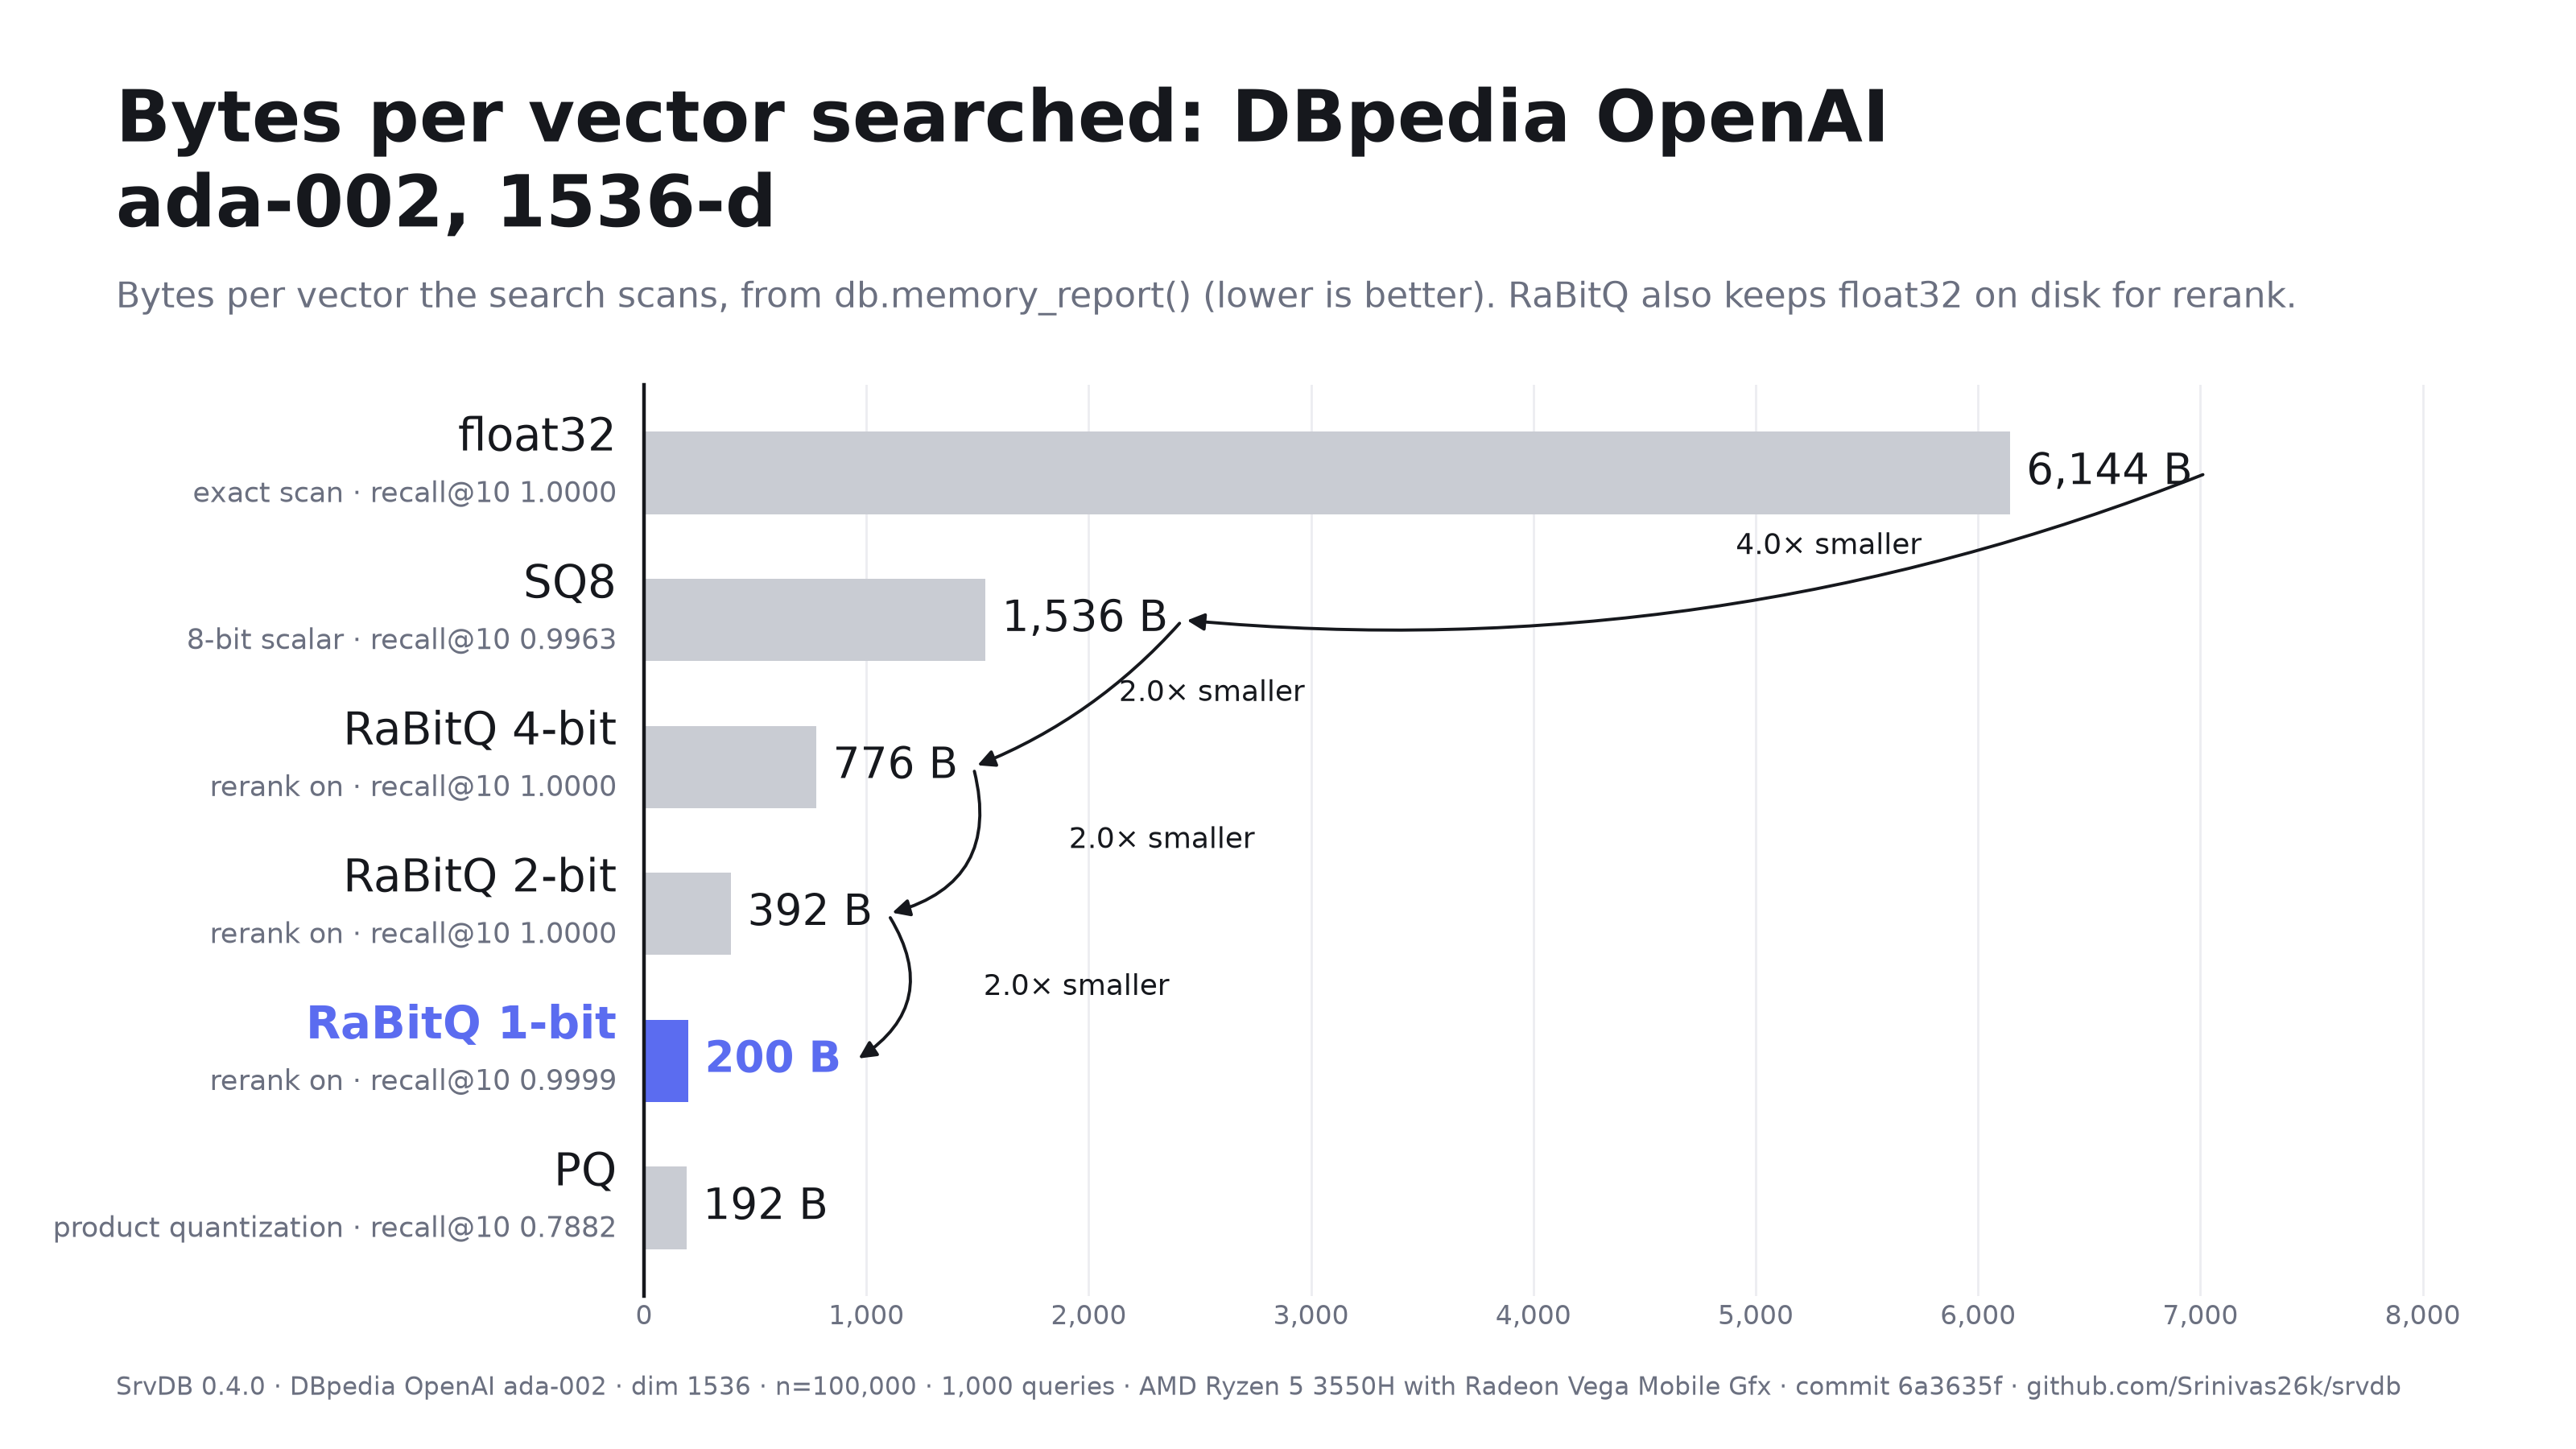 Bytes per vector searched: DBpedia OpenAI
ada-002, 1536-d
Bytes per vector the search scans, from db.memory_report() (lower is better). RaBitQ also keeps float32 on disk for rerank.
float32
6,144 B
exact scan · recall@10 1.0000
4.0× smaller
SQ8
1,536 B
8-bit scalar · recall@10 0.9963
2.0× smaller
RaBitQ 4-bit
776 B
rerank on · recall@10 1.0000
2.0× smaller
RaBitQ 2-bit
392 B
rerank on · recall@10 1.0000
2.0× smaller
RaBitQ 1-bit
200 B
rerank on · recall@10 0.9999
PQ
192 B
product quantization · recall@10 0.7882
0 1,000 2,000 3,000 4,000 5,000 6,000 7,000 8,000
SrvDB 0.4.0 · DBpedia OpenAI ada-002 · dim 1536 · n=100,000 · 1,000 queries · AMD Ryzen 5 3550H with Radeon Vega Mobile Gfx · commit 6a3635f · github.com/Srinivas26k/srvdb